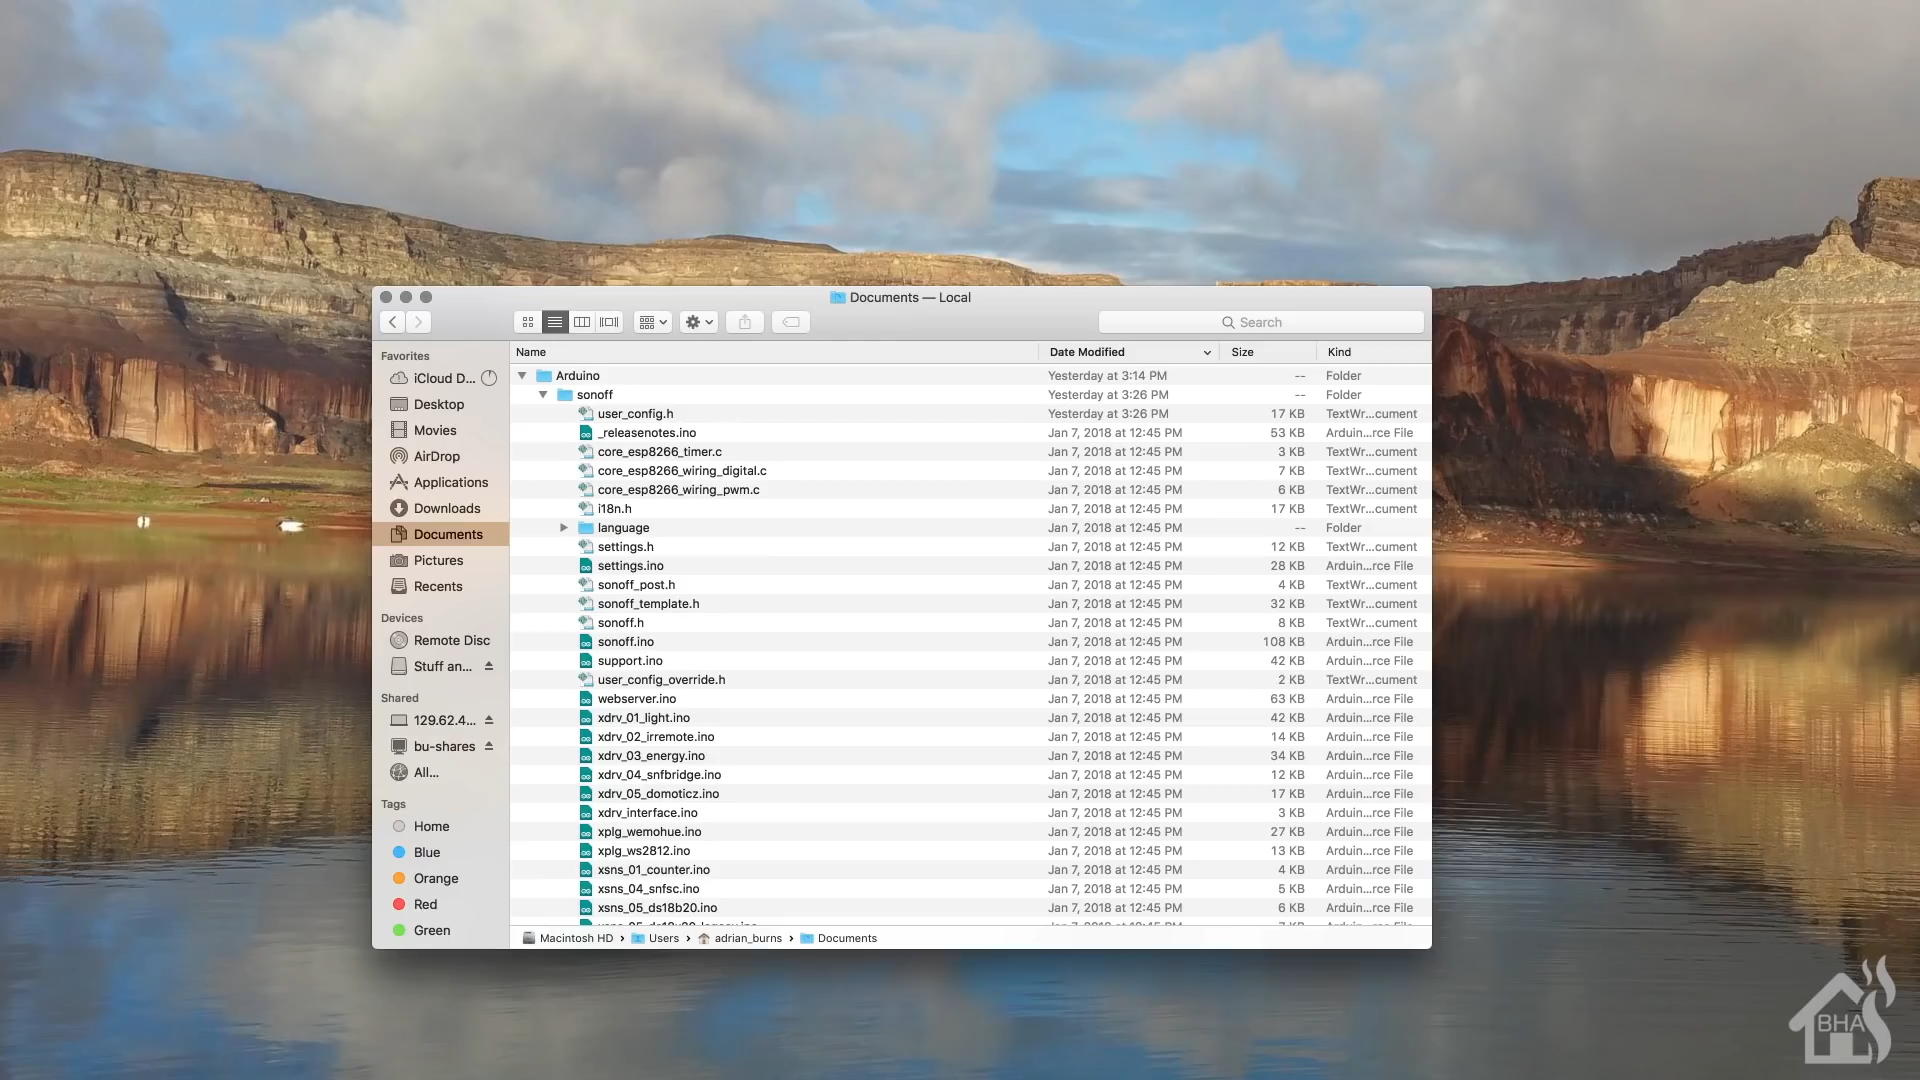 Documents — Local
Search
Name Date Modified Size Kind
Favorites
iCloud D...
Desktop
Movies
AirDrop
Applications
Downloads
Documents
Pictures
Recents
Devices
Remote Disc
Stuff an...
Shared
129.62.4...
bu-shares
All...
Tags
Home
Blue
Orange
Red
Green
Arduino Yesterday at 3:14 PM -- Folder
sonoff Yesterday at 3:26 PM -- Folder
user_config.h Yesterday at 3:26 PM 17 KB TextWr...cument
_releasenotes.ino Jan 7, 2018 at 12:45 PM 53 KB Arduin...rce File
core_esp8266_timer.c Jan 7, 2018 at 12:45 PM 3 KB TextWr...cument
core_esp8266_wiring_digital.c Jan 7, 2018 at 12:45 PM 7 KB TextWr...cument
core_esp8266_wiring_pwm.c Jan 7, 2018 at 12:45 PM 6 KB TextWr...cument
i18n.h Jan 7, 2018 at 12:45 PM 17 KB TextWr...cument
language Jan 7, 2018 at 12:45 PM -- Folder
settings.h Jan 7, 2018 at 12:45 PM 12 KB TextWr...cument
settings.ino Jan 7, 2018 at 12:45 PM 28 KB Arduin...rce File
sonoff_post.h Jan 7, 2018 at 12:45 PM 4 KB TextWr...cument
sonoff_template.h Jan 7, 2018 at 12:45 PM 32 KB TextWr...cument
sonoff.h Jan 7, 2018 at 12:45 PM 8 KB TextWr...cument
sonoff.ino Jan 7, 2018 at 12:45 PM 108 KB Arduin...rce File
support.ino Jan 7, 2018 at 12:45 PM 42 KB Arduin...rce File
user_config_override.h Jan 7, 2018 at 12:45 PM 2 KB TextWr...cument
webserver.ino Jan 7, 2018 at 12:45 PM 63 KB Arduin...rce File
xdrv_01_light.ino Jan 7, 2018 at 12:45 PM 42 KB Arduin...rce File
xdrv_02_irremote.ino Jan 7, 2018 at 12:45 PM 14 KB Arduin...rce File
xdrv_03_energy.ino Jan 7, 2018 at 12:45 PM 34 KB Arduin...rce File
xdrv_04_snfbridge.ino Jan 7, 2018 at 12:45 PM 12 KB Arduin...rce File
xdrv_05_domoticz.ino Jan 7, 2018 at 12:45 PM 17 KB Arduin...rce File
xdrv_interface.ino Jan 7, 2018 at 12:45 PM 3 KB Arduin...rce File
xplg_wemohue.ino Jan 7, 2018 at 12:45 PM 27 KB Arduin...rce File
xplg_ws2812.ino Jan 7, 2018 at 12:45 PM 13 KB Arduin...rce File
xsns_01_counter.ino Jan 7, 2018 at 12:45 PM 4 KB Arduin...rce File
xsns_04_snfsc.ino Jan 7, 2018 at 12:45 PM 5 KB Arduin...rce File
xsns_05_ds18b20.ino Jan 7, 2018 at 12:45 PM 6 KB Arduin...rce File
Macintosh HD › Users › adrian_burns › Documents
BHA